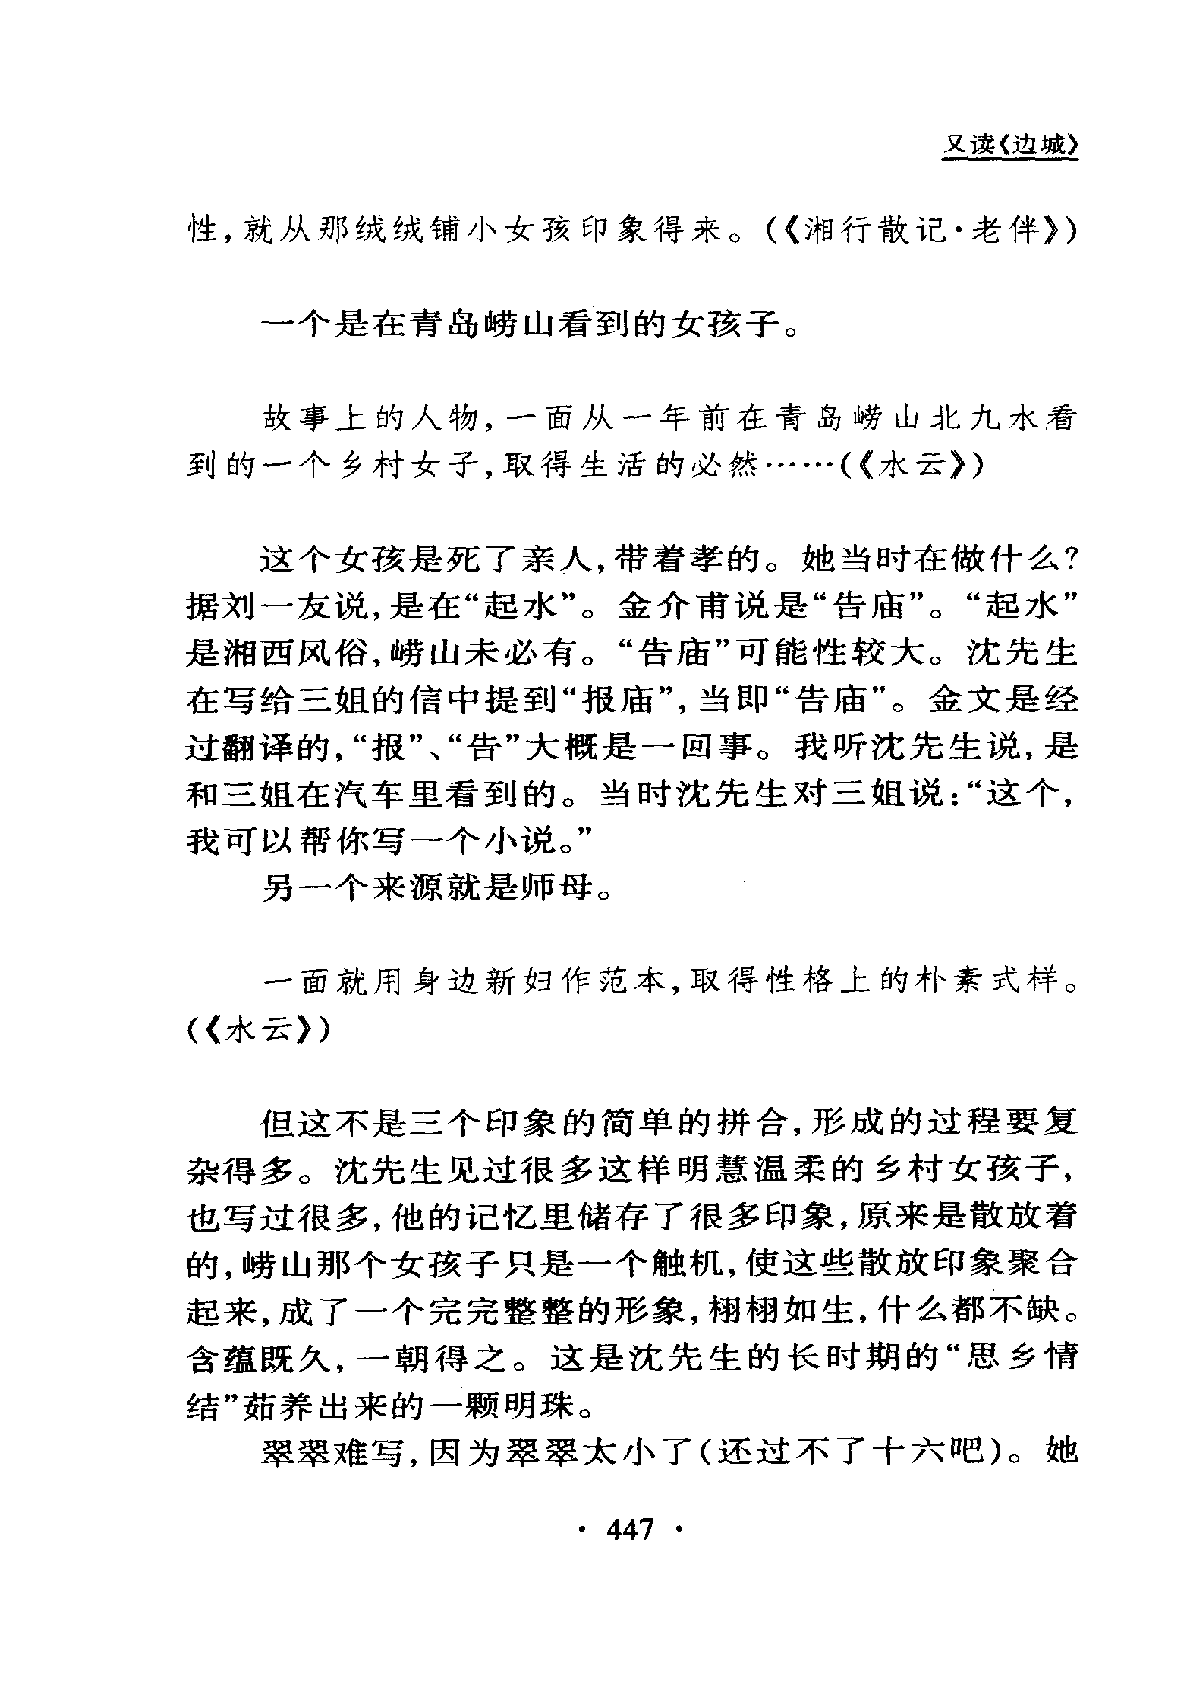 又读《边城》
性，就从那绒绒铺小女孩印象得来。（《湘行散记·老伴》）
一个是在青岛崂山看到的女孩子。
故事上的人物，一面从一年前在青岛崂山北九水看
到的一个乡村女子，取得生活的必然……（《水云》）
这个女孩是死了亲人，带着孝的。她当时在做什么？
据刘一友说，是在“起水”。金介甫说是“告庙”。“起水”
是湘西风俗，崂山未必有。“告庙”可能性较大。沈先生
在写给三姐的信中提到“报庙”，当即“告庙”。金文是经
过翻译的，“报”、“告”大概是一回事。我听沈先生说，是
和三姐在汽车里看到的。当时沈先生对三姐说：“这个，
我可以帮你写一个小说。”
另一个来源就是师母。
一面就用身边新妇作范本，取得性格上的朴素式样。
（《水云》）
但这不是三个印象的简单的拼合，形成的过程要复
杂得多。沈先生见过很多这样明慧温柔的乡村女孩子，
也写过很多，他的记忆里储存了很多印象，原来是散放着
的，崂山那个女孩子只是一个触机，使这些散放印象聚合
起来，成了一个完完整整的形象，栩栩如生，什么都不缺。
含蕴既久，一朝得之。这是沈先生的长时期的“思乡情
结”茹养出来的一颗明珠。
翠翠难写，因为翠翠太小了（还过不了十六吧）。她
· 447 ·